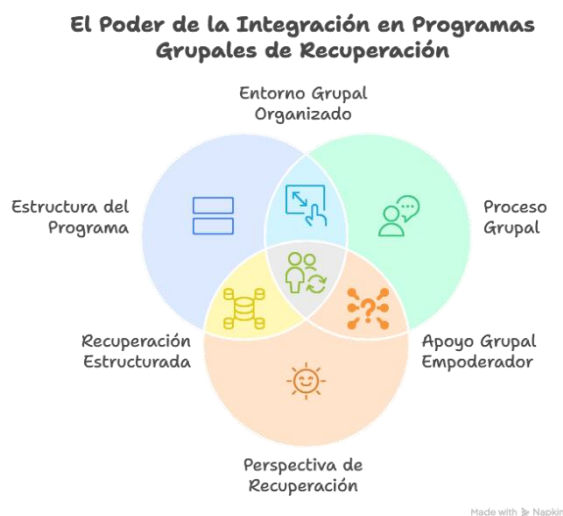 El Poder de la Integración en Programas
Grupales de Recuperación
Entorno Grupal
Organizado
Estructura del
Programa
Proceso
Grupal
Recuperación
Estructurada
Apoyo Grupal
Empoderador
Perspectiva de
Recuperación
Made with Napkin